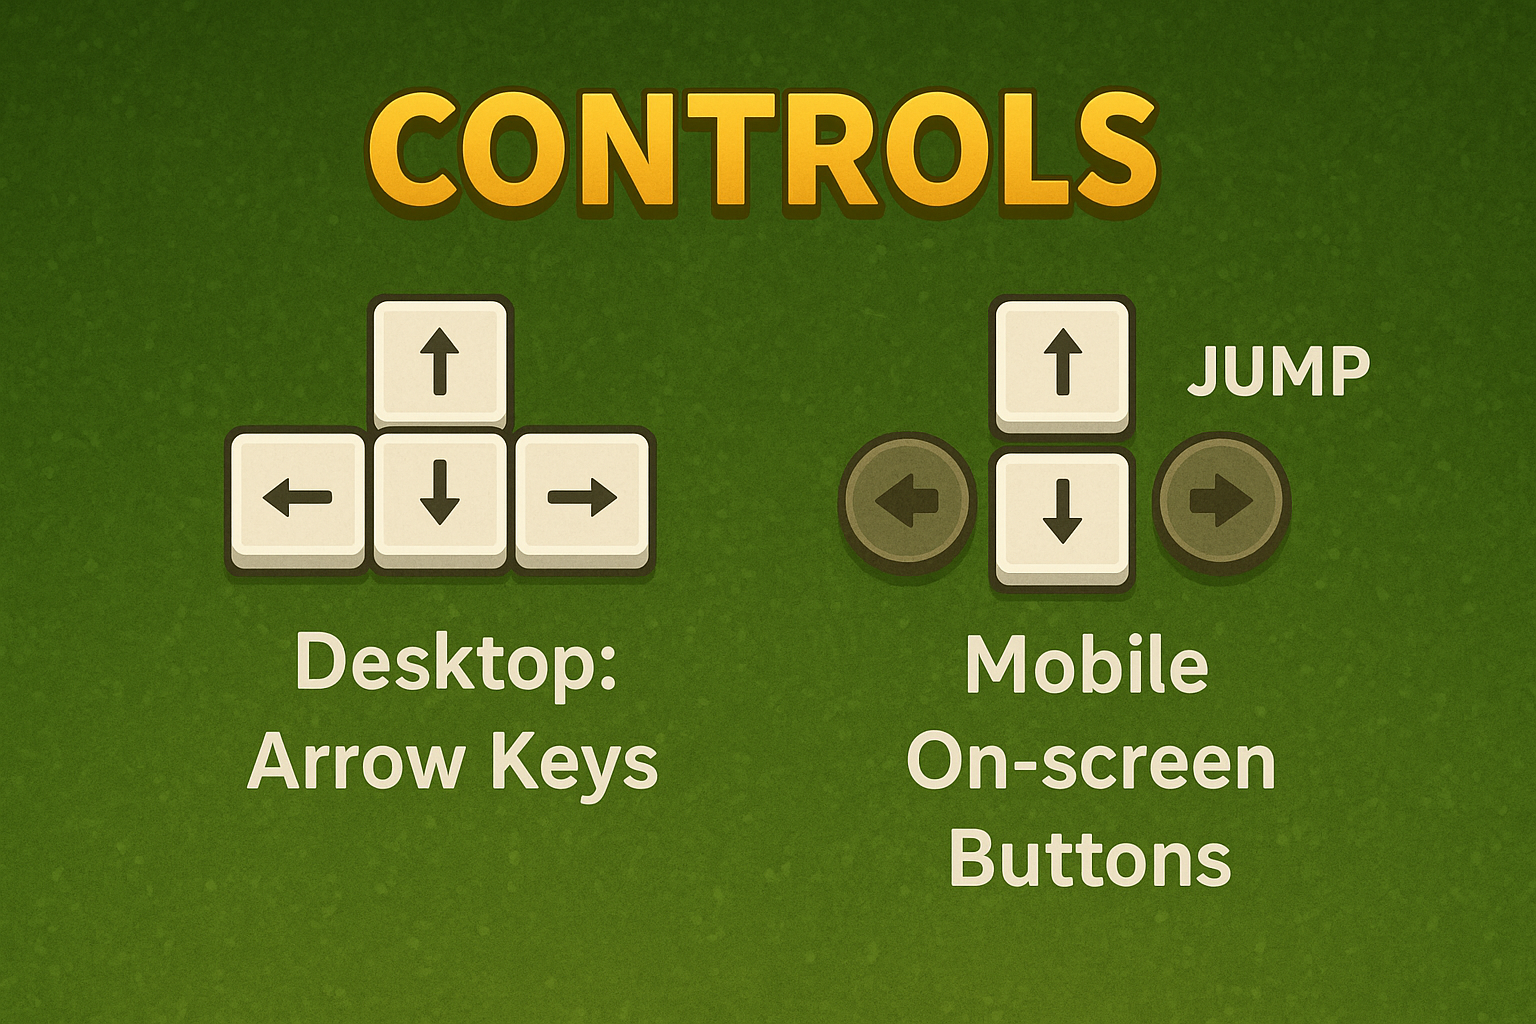 CONTROLS
JUMP
Desktop:
Arrow Keys
Mobile
On-screen
Buttons